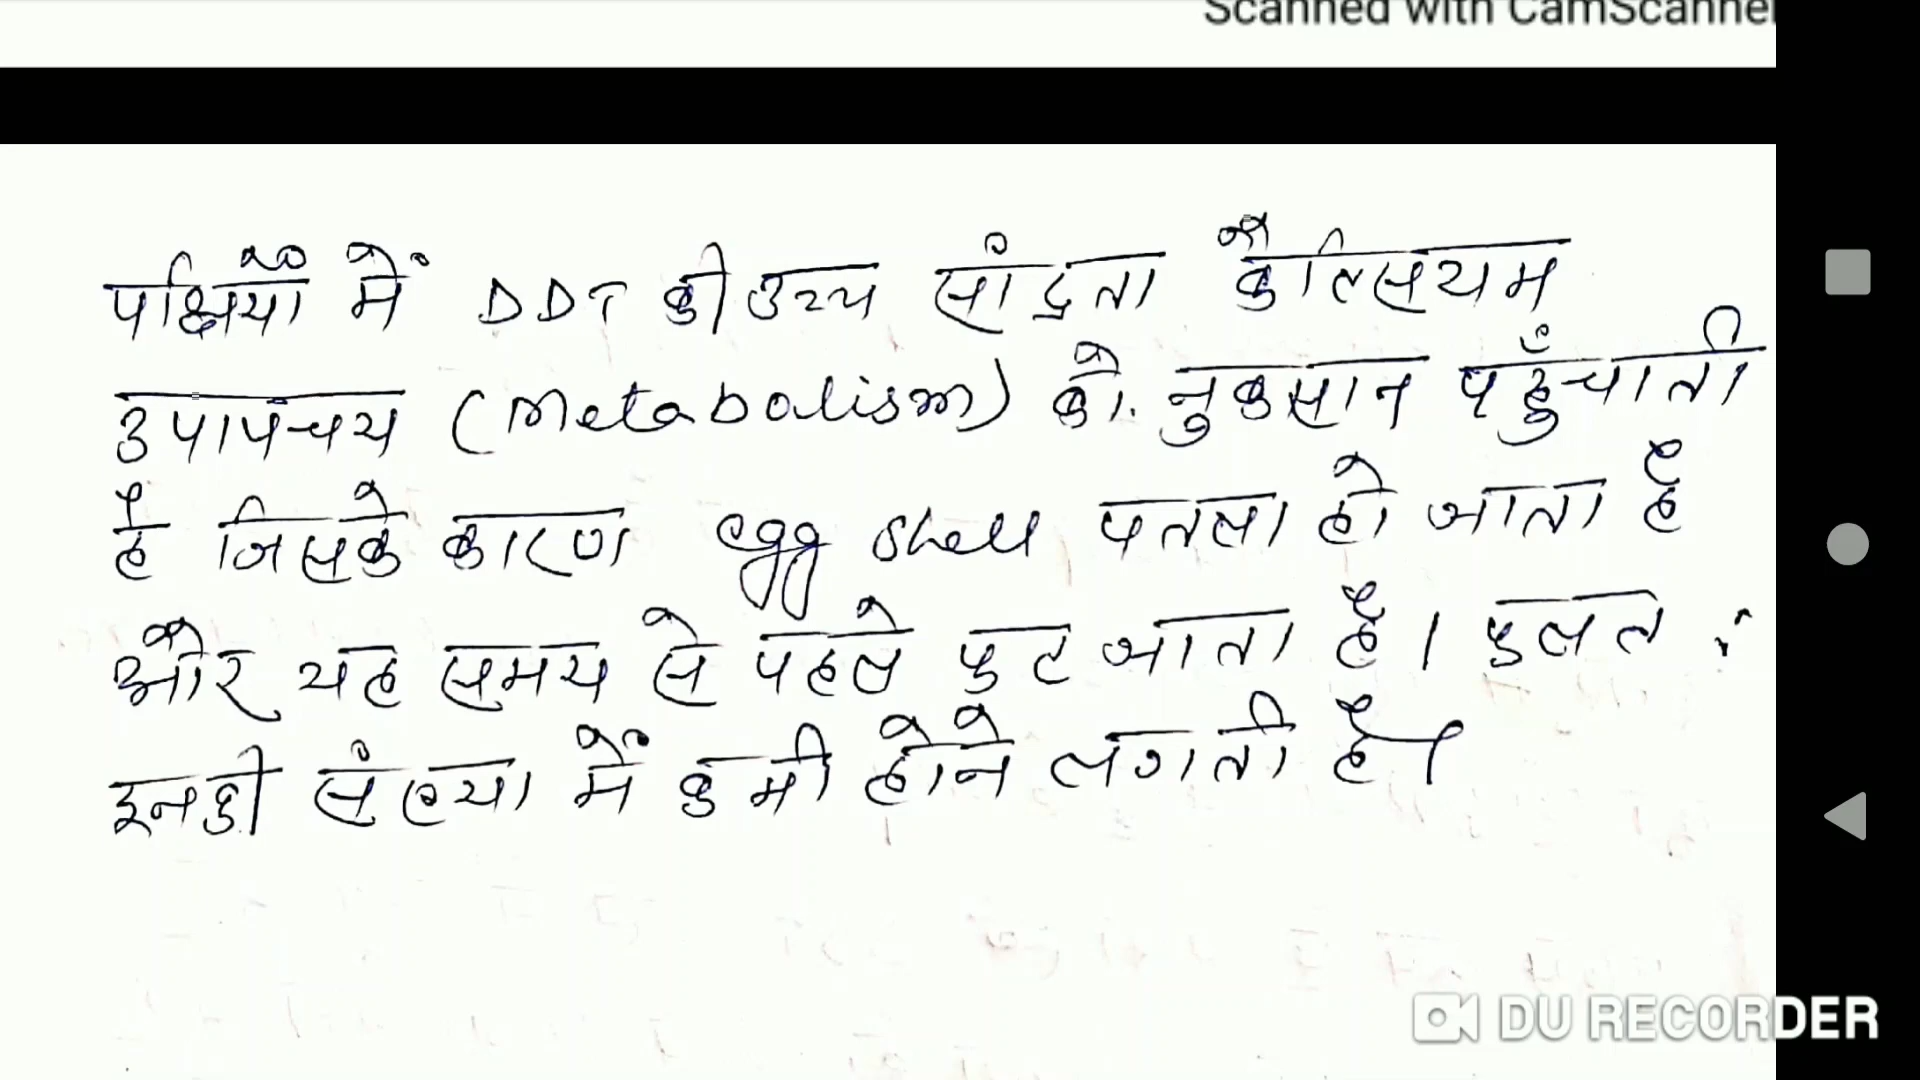 Scanned with CamScanner
पक्षियों में DDT की उच्च सांद्रता कैल्सियम
उपापचय (Metabolism) को नुकसान पहुँचाती
है जिसके कारण egg shell पतला हो जाता है
और यह समय से पहले फुट जाता है। फलत :
इनकी संख्या में कमी होने लगती है।
DU RECORDER